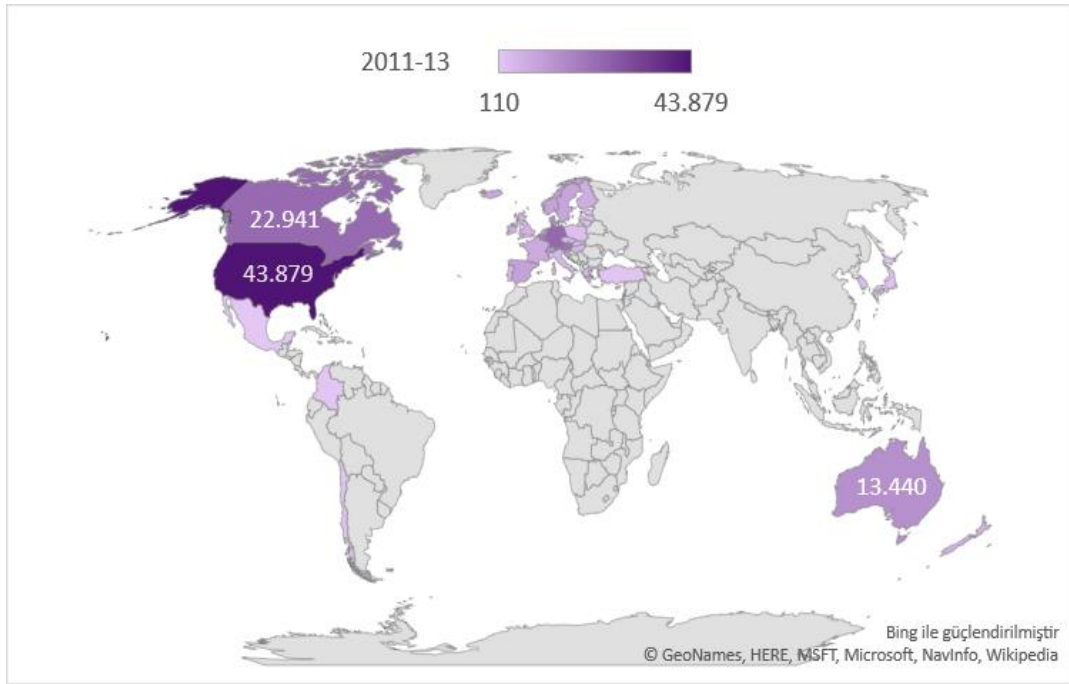 2011-13
110 43.879
22.941
43.879
13.440
Bing ile güçlendirilmiştir
© GeoNames, HERE, MSFT, Microsoft, NavInfo, Wikipedia